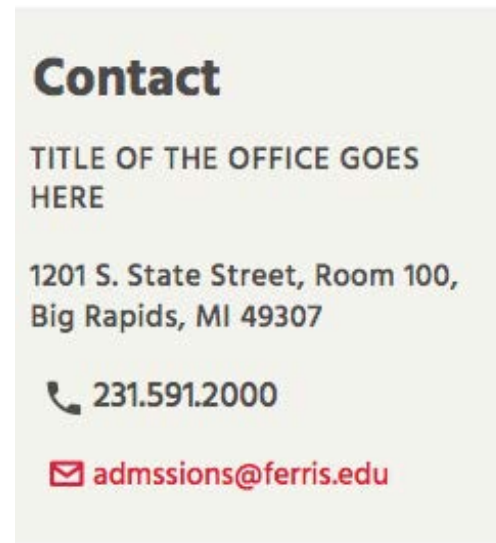 Contact
TITLE OF THE OFFICE GOES
HERE
1201 S. State Street, Room 100,
Big Rapids, MI 49307
231.591.2000
admssions@ferris.edu